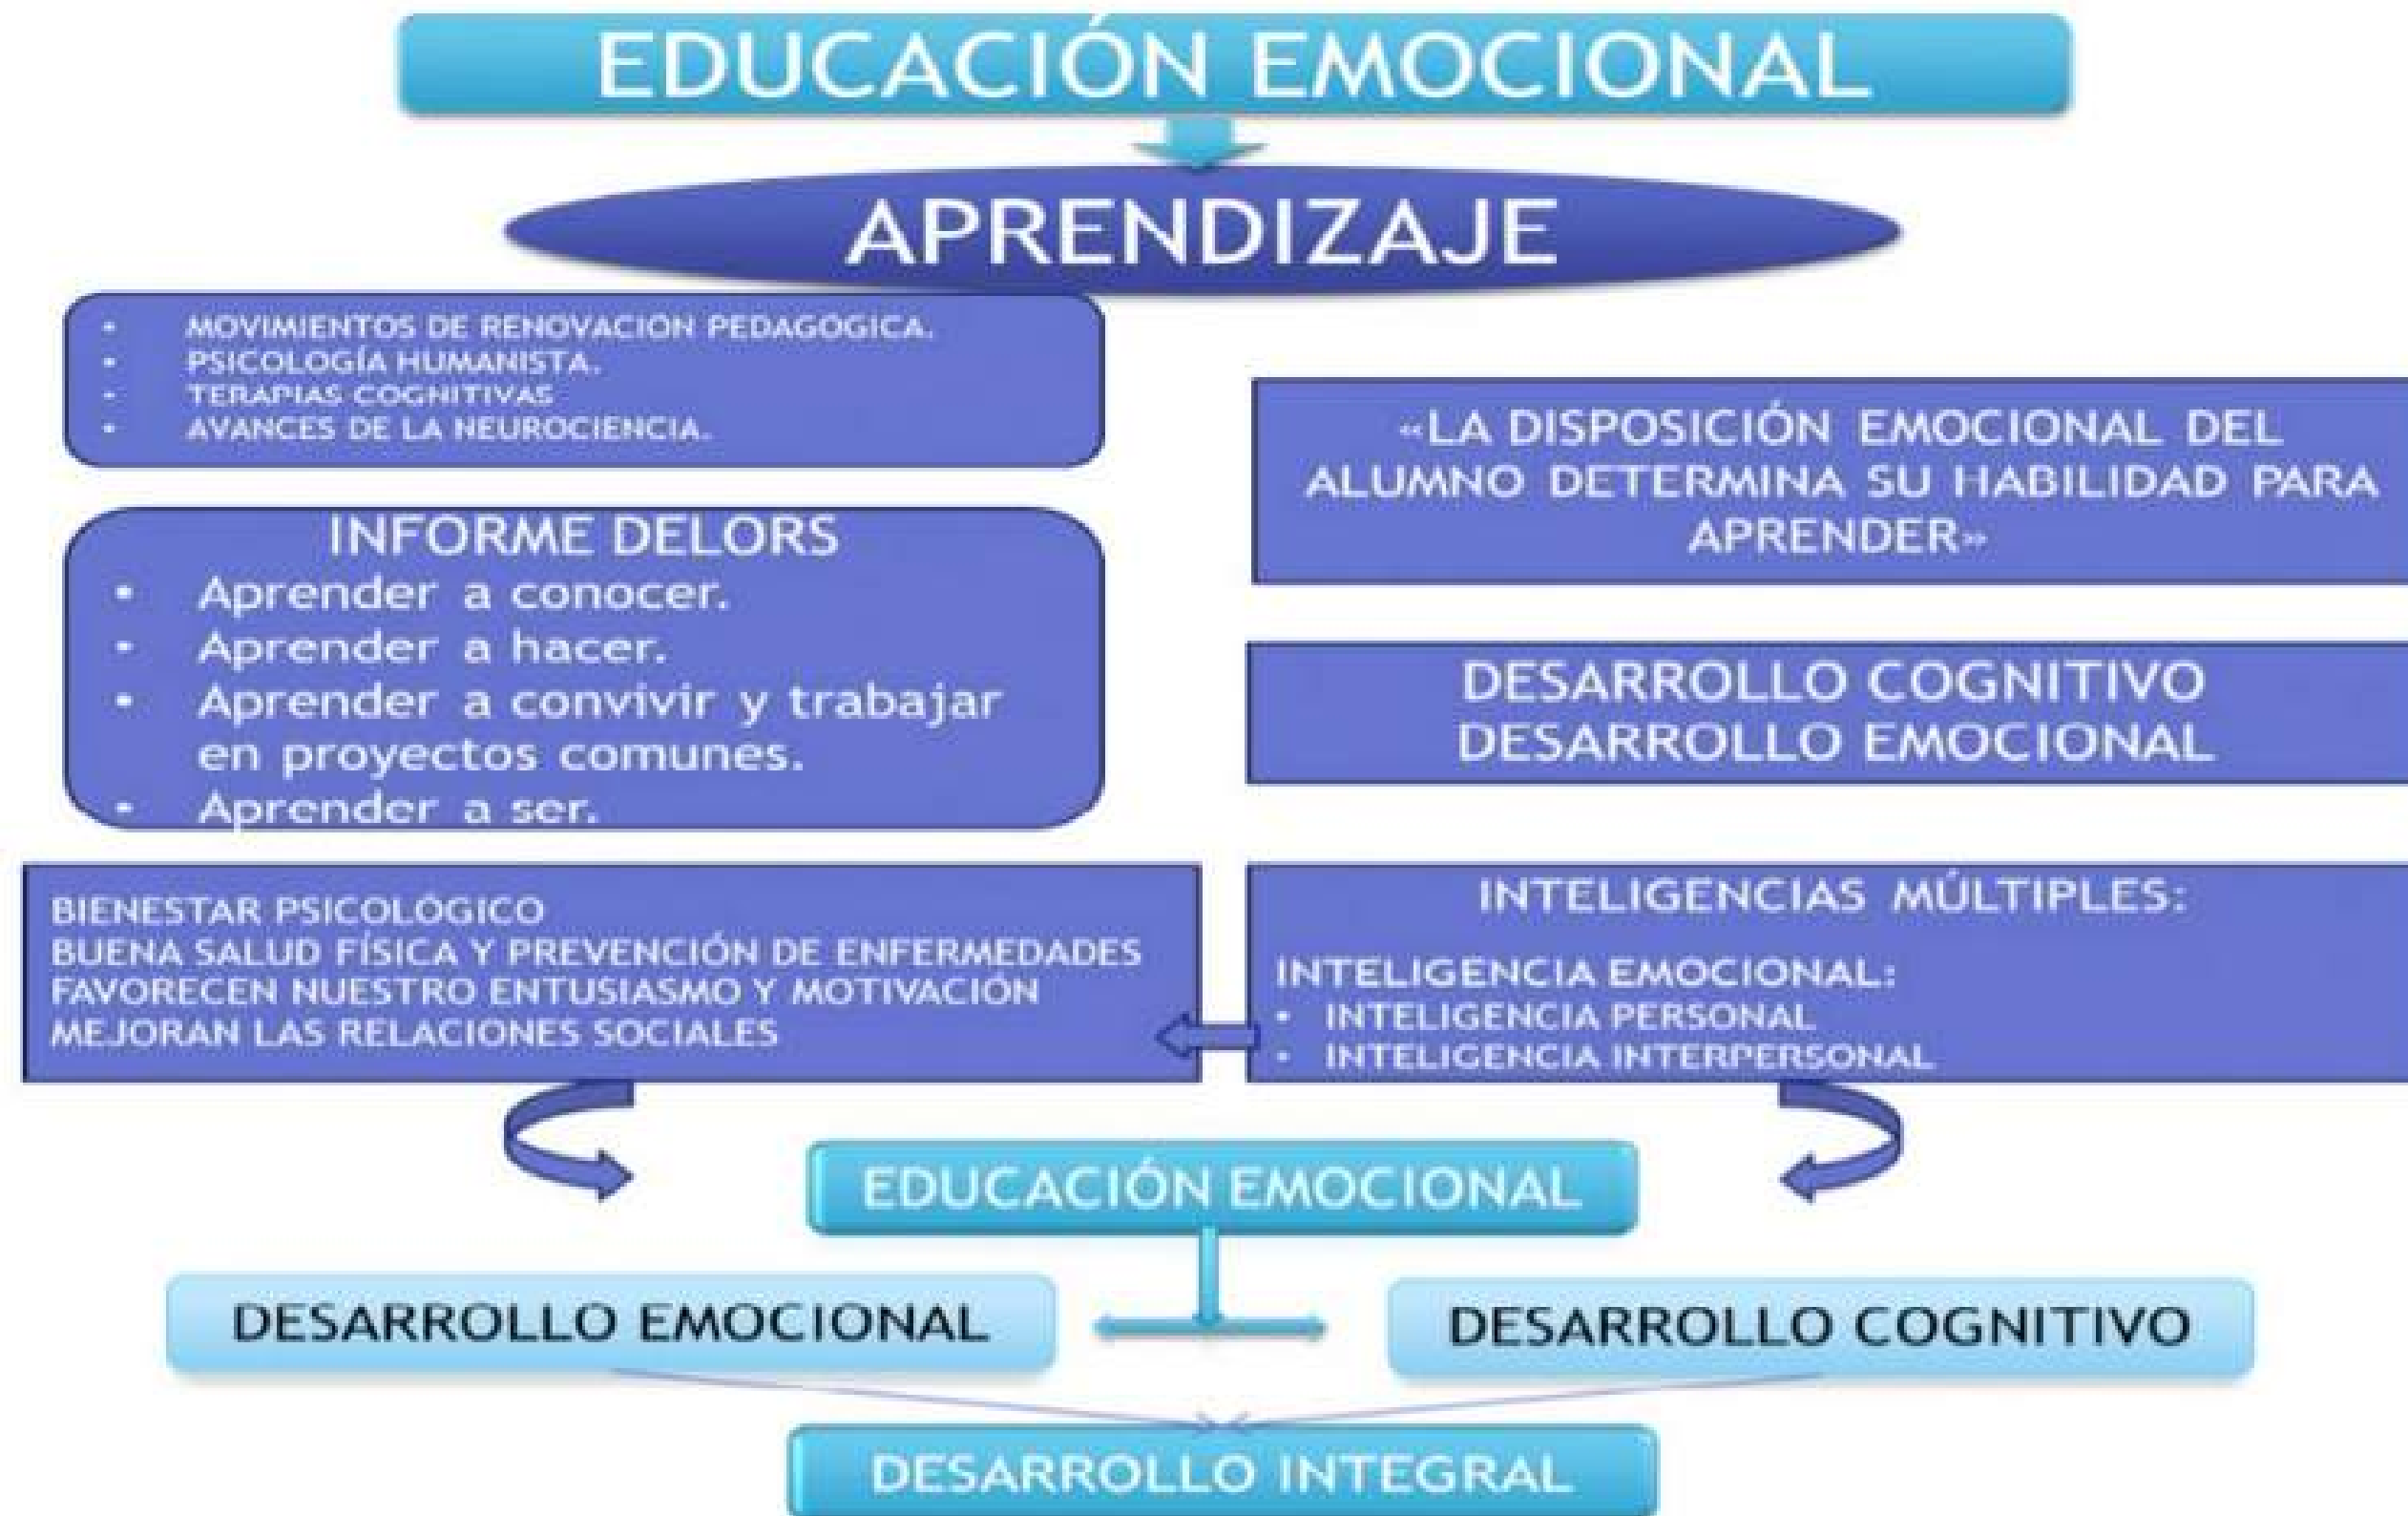 EDUCACIÓN EMOCIONAL
APRENDIZAJE
• MOVIMIENTOS DE RENOVACIÓN PEDAGÓGICA.
• PSICOLOGÍA HUMANISTA.
• TERAPIAS COGNITIVAS
• AVANCES DE LA NEUROCIENCIA.
INFORME DELORS
• Aprender a conocer.
• Aprender a hacer.
• Aprender a convivir y trabajar
en proyectos comunes.
• Aprender a ser.
«LA DISPOSICIÓN EMOCIONAL DEL
ALUMNO DETERMINA SU HABILIDAD PARA
APRENDER»
DESARROLLO COGNITIVO
DESARROLLO EMOCIONAL
BIENESTAR PSICOLÓGICO
BUENA SALUD FÍSICA Y PREVENCIÓN DE ENFERMEDADES
FAVORECEN NUESTRO ENTUSIASMO Y MOTIVACIÓN
MEJORAN LAS RELACIONES SOCIALES
INTELIGENCIAS MÚLTIPLES:
INTELIGENCIA EMOCIONAL:
• INTELIGENCIA PERSONAL
• INTELIGENCIA INTERPERSONAL
EDUCACIÓN EMOCIONAL
DESARROLLO EMOCIONAL
DESARROLLO COGNITIVO
DESARROLLO INTEGRAL